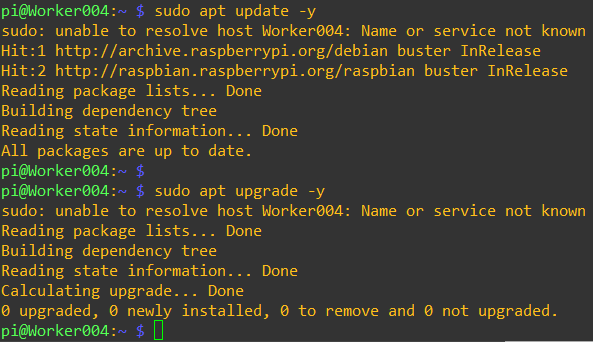 pi@Worker004:~ $ sudo apt update -y
sudo: unable to resolve host Worker004: Name or service not known
Hit:1 http://archive.raspberrypi.org/debian buster InRelease
Hit:2 http://raspbian.raspberrypi.org/raspbian buster InRelease
Reading package lists... Done
Building dependency tree
Reading state information... Done
All packages are up to date.
pi@Worker004:~ $
pi@Worker004:~ $ sudo apt upgrade -y
sudo: unable to resolve host Worker004: Name or service not known
Reading package lists... Done
Building dependency tree
Reading state information... Done
Calculating upgrade... Done
0 upgraded, 0 newly installed, 0 to remove and 0 not upgraded.
pi@Worker004:~ $